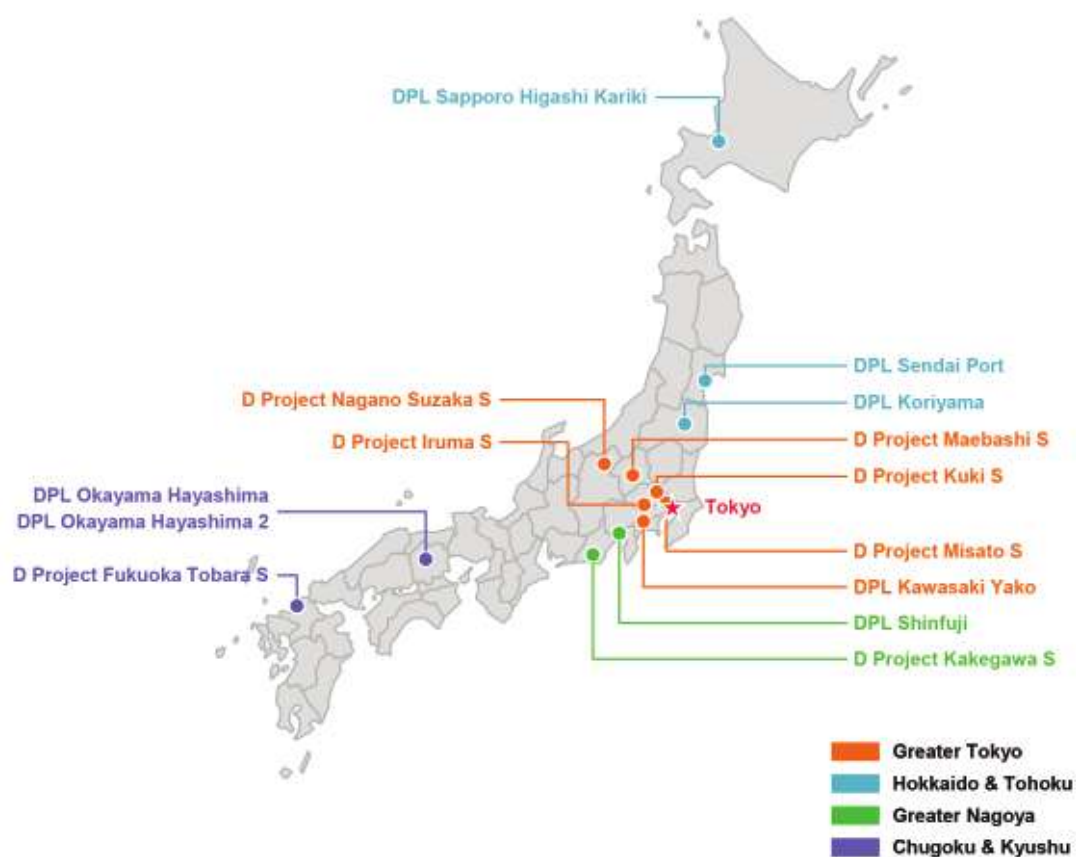 DPL Sapporo Higashi Kariki
DPL Sendai Port
D Project Nagano Suzaka S
DPL Koriyama
D Project Iruma S
D Project Maebashi S
D Project Kuki S
DPL Okayama Hayashima
DPL Okayama Hayashima 2
Tokyo
D Project Misato S
D Project Fukuoka Tobara S
DPL Kawasaki Yako
DPL Shinfuji
D Project Kakegawa S
Greater Tokyo
Hokkaido & Tohoku
Greater Nagoya
Chugoku & Kyushu